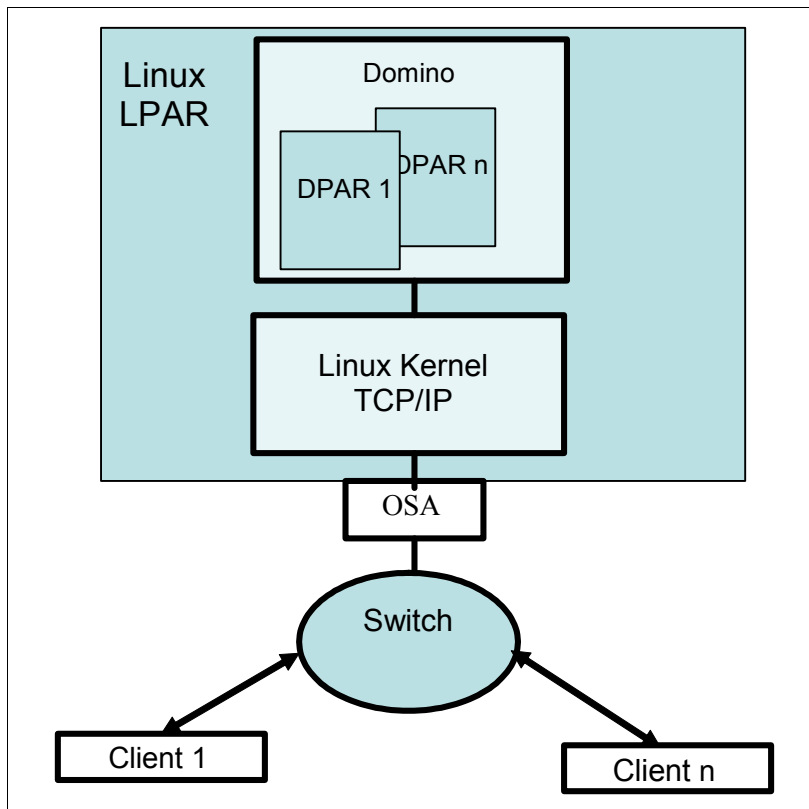 Linux
LPAR
Domino
DPAR 1
DPAR n
Linux Kernel
TCP/IP
OSA
Switch
Client 1
Client n